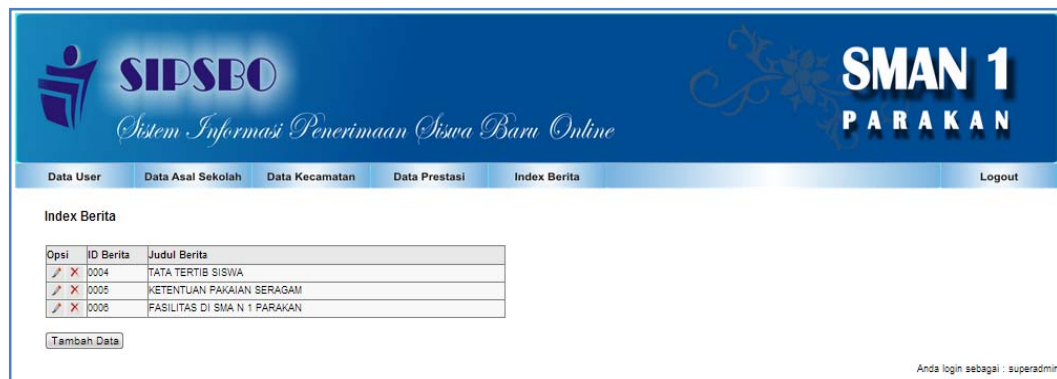 SIPSBO
Sistem Informasi Penerimaan Siswa Baru Online
SMAN 1
PARAKAN
Data User Data Asal Sekolah Data Kecamatan Data Prestasi Index Berita Logout
Index Berita
Opsi ID Berita Judul Berita
0004 TATA TERTIB SISWA
0005 KETENTUAN PAKAIAN SERAGAM
0006 FASILITAS DI SMA N 1 PARAKAN
Tambah Data
Anda login sebagai : superadmin